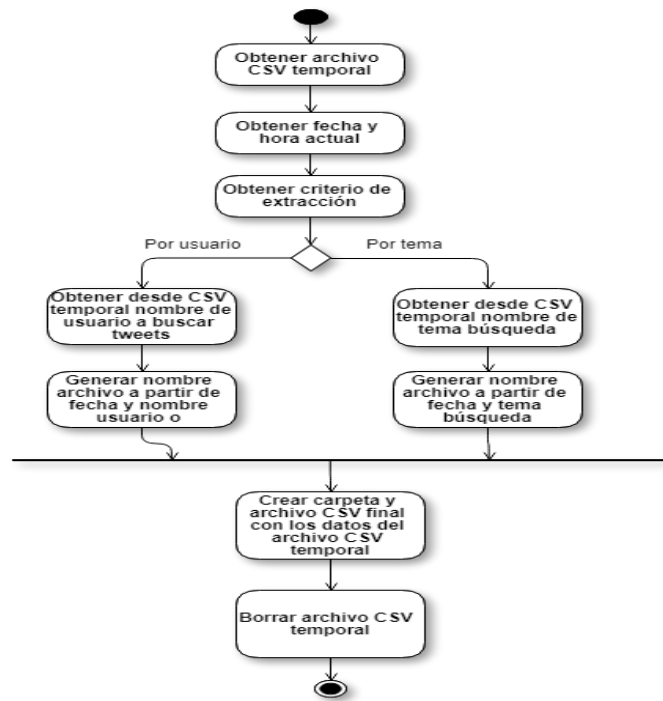 Obtener archivo
CSV temporal
Obtener fecha y
hora actual
Obtener criterio de
extracción
Por usuario
Por tema
Obtener desde CSV
temporal nombre de
usuario a buscar
tweets
Obtener desde CSV
temporal nombre de
tema búsqueda
Generar nombre
archivo a partir de
fecha y nombre
usuario o
Generar nombre
archivo a partir de
fecha y tema
búsqueda
Crear carpeta y
archivo CSV final
con los datos del
archivo CSV
temporal
Borrar archivo CSV
temporal